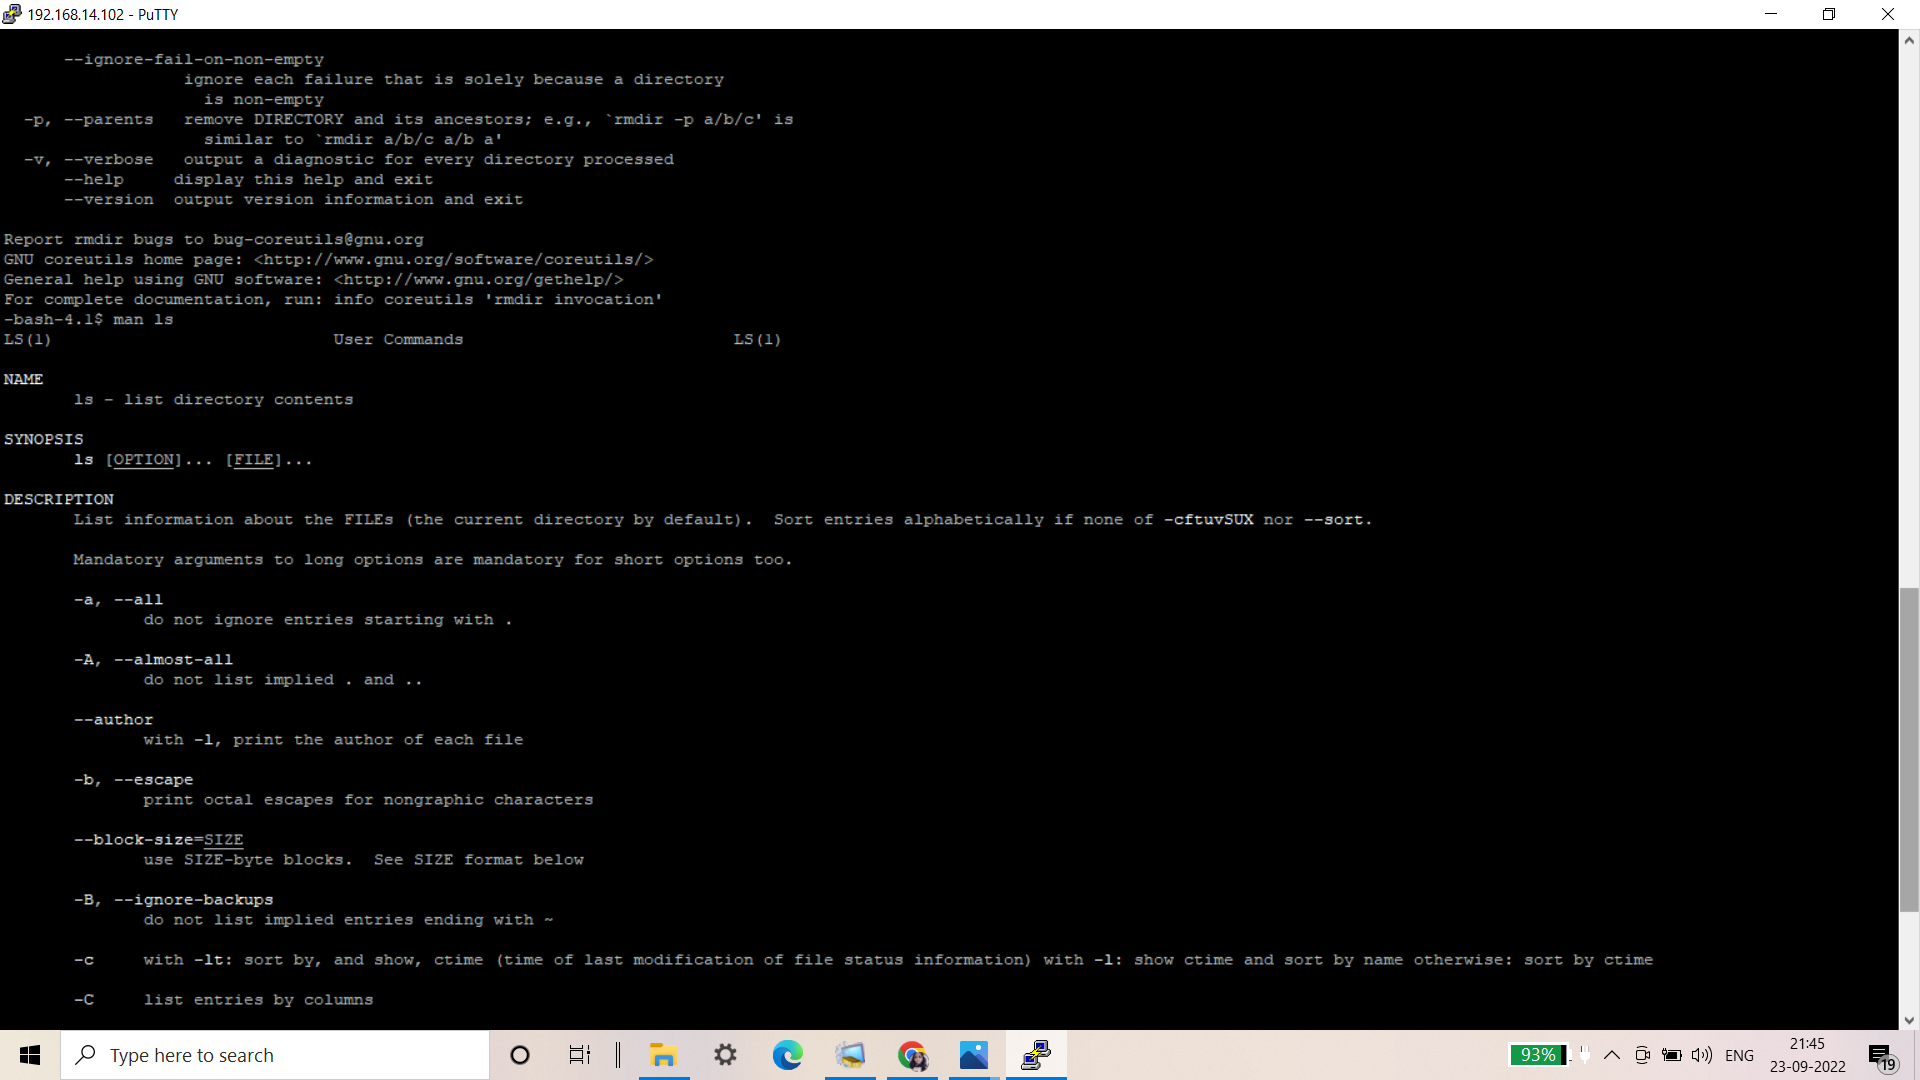 192.168.14.102 - PuTTY
--ignore-fail-on-non-empty
ignore each failure that is solely because a directory
is non-empty
-p, --parents   remove DIRECTORY and its ancestors; e.g., `rmdir -p a/b/c' is
similar to `rmdir a/b/c a/b a'
-v, --verbose   output a diagnostic for every directory processed
--help     display this help and exit
--version  output version information and exit
Report rmdir bugs to bug-coreutils@gnu.org
GNU coreutils home page: <http://www.gnu.org/software/coreutils/>
General help using GNU software: <http://www.gnu.org/gethelp/>
For complete documentation, run: info coreutils 'rmdir invocation'
-bash-4.1$ man ls
LS(1)                            User Commands                           LS(1)
NAME
ls - list directory contents
SYNOPSIS
ls [OPTION]... [FILE]...
DESCRIPTION
List information about the FILEs (the current directory by default).  Sort entries alphabetically if none of -cftuvSUX nor --sort.
Mandatory arguments to long options are mandatory for short options too.
-a, --all
do not ignore entries starting with .
-A, --almost-all
do not list implied . and ..
--author
with -l, print the author of each file
-b, --escape
print octal escapes for nongraphic characters
--block-size=SIZE
use SIZE-byte blocks.  See SIZE format below
-B, --ignore-backups
do not list implied entries ending with ~
-c     with -lt: sort by, and show, ctime (time of last modification of file status information) with -l: show ctime and sort by name otherwise: sort by ctime
-C     list entries by columns
Type here to search
93%
ENG
21:45
23-09-2022
19